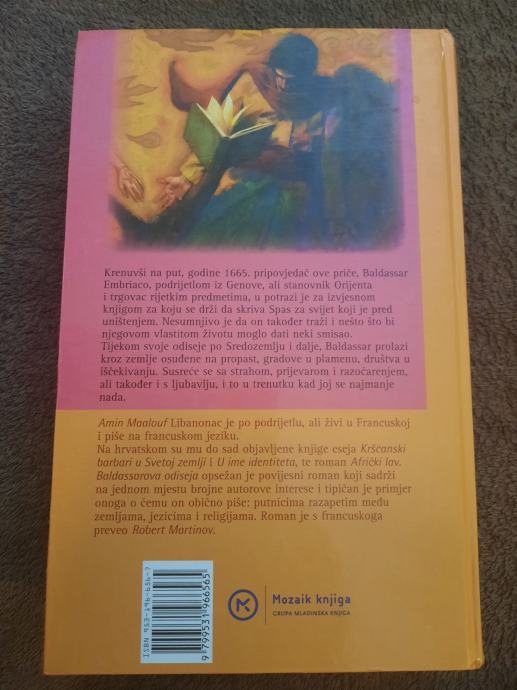 Krenuvši na put, godine 1665. pripovjedač ove priče, Baldassar
Embriaco, podrijetlom iz Genove, ali stanovnik Orijenta
i trgovac rijetkim predmetima, u potrazi je za izvjesnom
knjigom za koju se drži da skriva Spas za svijet koji je pred
uništenjem. Nesumnjivo je da on također traži i nešto što bi
njegovom vlastitom životu moglo dati neki smisao.
Tijekom svoje odiseje po Sredozemlju i dalje, Baldassar prolazi
kroz zemlje osuđene na propast, gradove u plamenu, društva u
iščekivanju. Susreće se sa strahom, prijevarom i razočarenjem,
ali također i s ljubavlju, i to u trenutku kad joj se najmanje
nada.
Amin Maalouf Libanonac je po podrijetlu, ali živi u Francuskoj
i piše na francuskom jeziku.
Na hrvatskom su mu do sad objavljene knjige eseja Kršćanski
barbari u Svetoj zemlji i U ime identiteta, te roman Afrički lav.
Baldassarova odiseja opsežan je povijesni roman koji sadrži
na jednom mjestu brojne autorove interese i tipičan je primjer
onoga o čemu on obično piše: putnicima razapetim među
zemljama, jezicima i religijama. Roman je s francuskoga
preveo Robert Martinov.
ISBN 953-196-656-7
9 799531 966565
Mozaik knjiga
GRUPA MLADINSKA KNJIGA